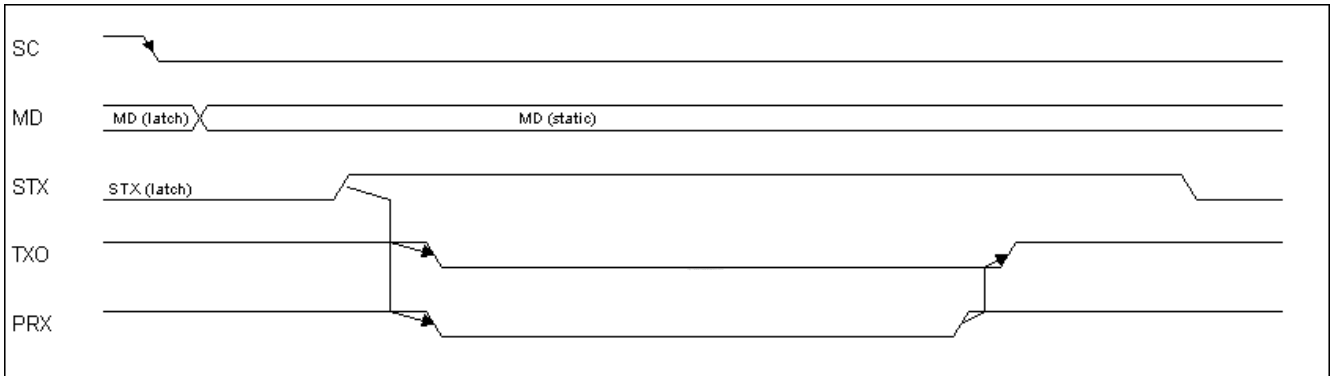 SC
MD MD (latch) MD (static)
STX STX (latch)
TXO
PRX